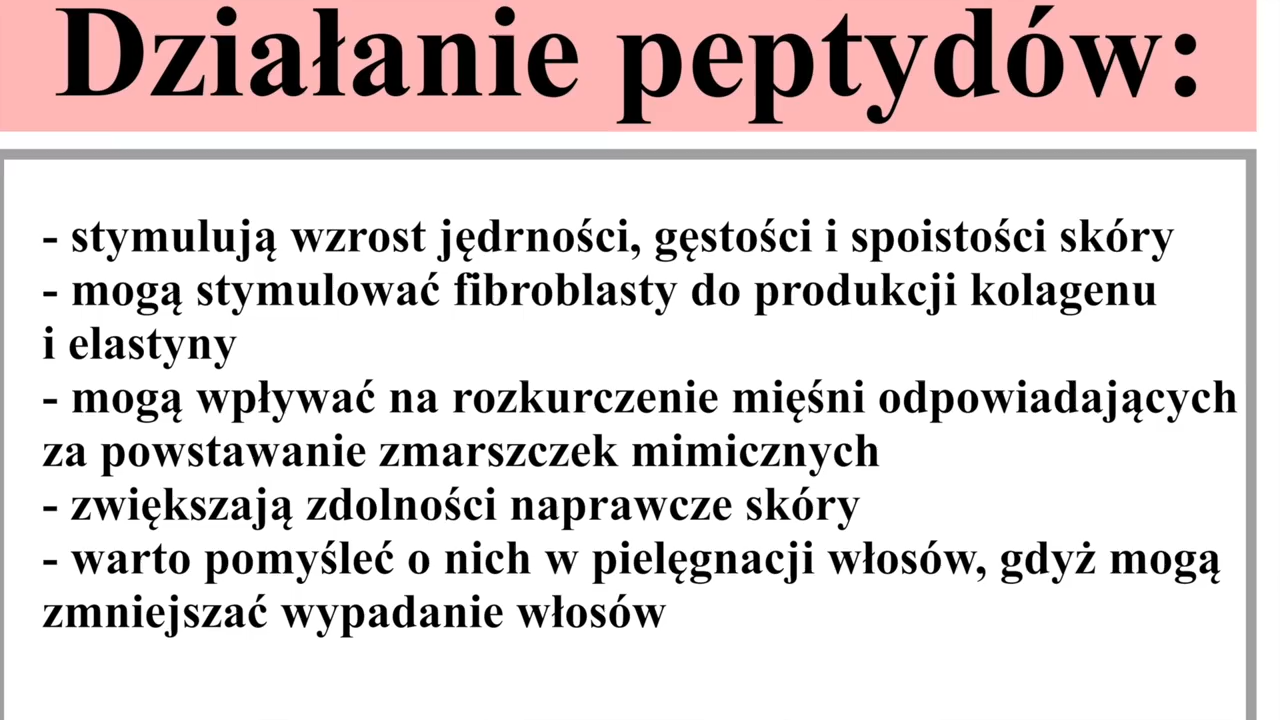 Działanie peptydów:
- stymulują wzrost jędrności, gęstości i spoistości skóry
- mogą stymulować fibroblasty do produkcji kolagenu
i elastyny
- mogą wpływać na rozkurczenie mięśni odpowiadających
za powstawanie zmarszczek mimicznych
- zwiększają zdolności naprawcze skóry
- warto pomyśleć o nich w pielęgnacji włosów, gdyż mogą
zmniejszać wypadanie włosów